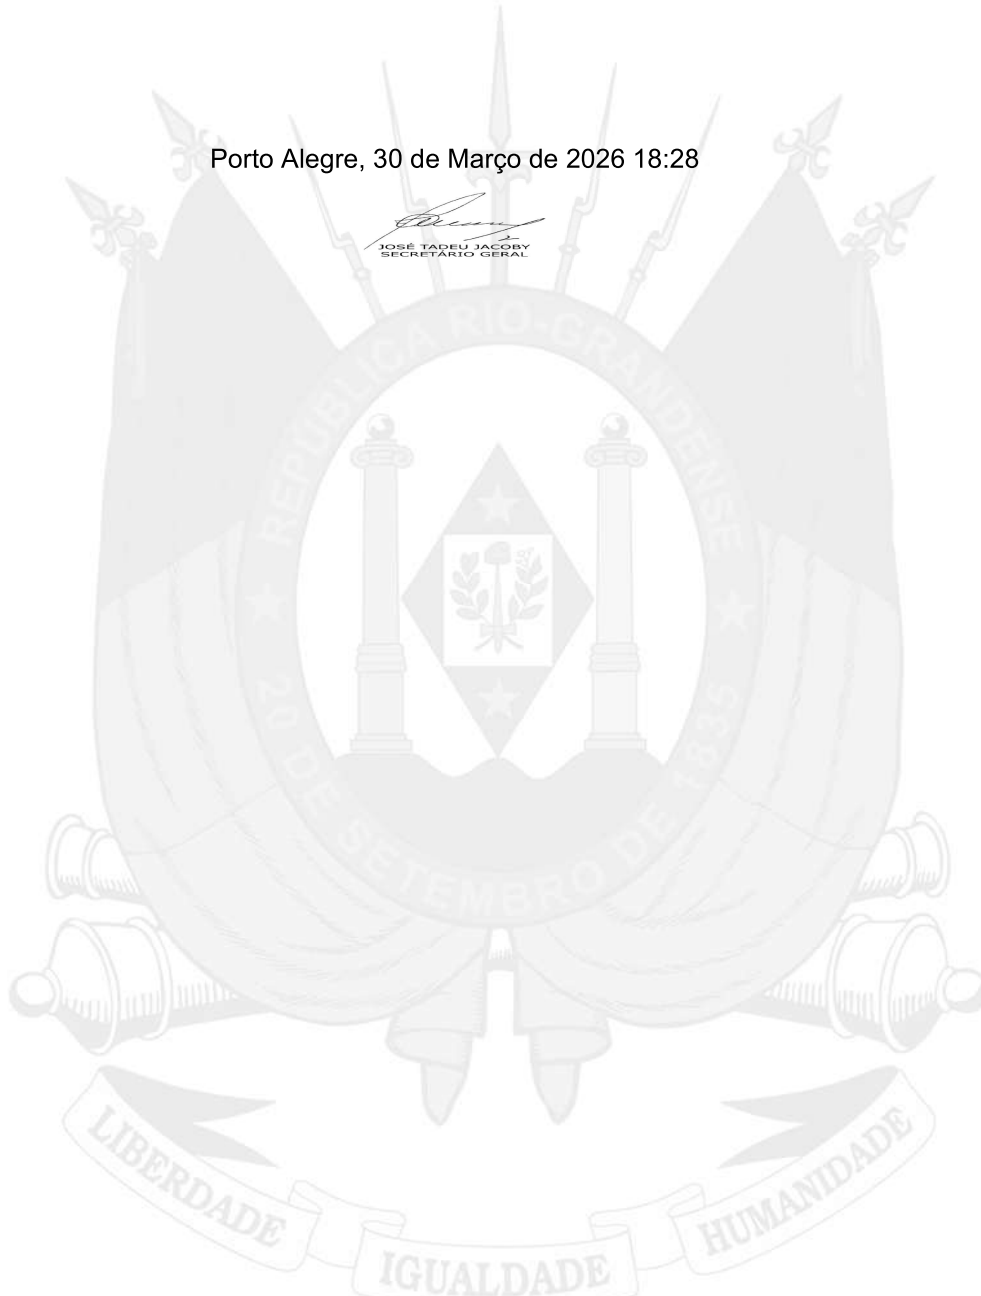 Porto Alegre, 30 de Março de 2026 18:28
JOSÉ TADEU JACOBY
SECRETÁRIO GERAL
REPUBLICA RIO-GRANDENSE
20 DE SETEMBRO DE 1835
LIBERDADE
IGUALDADE
HUMANIDADE